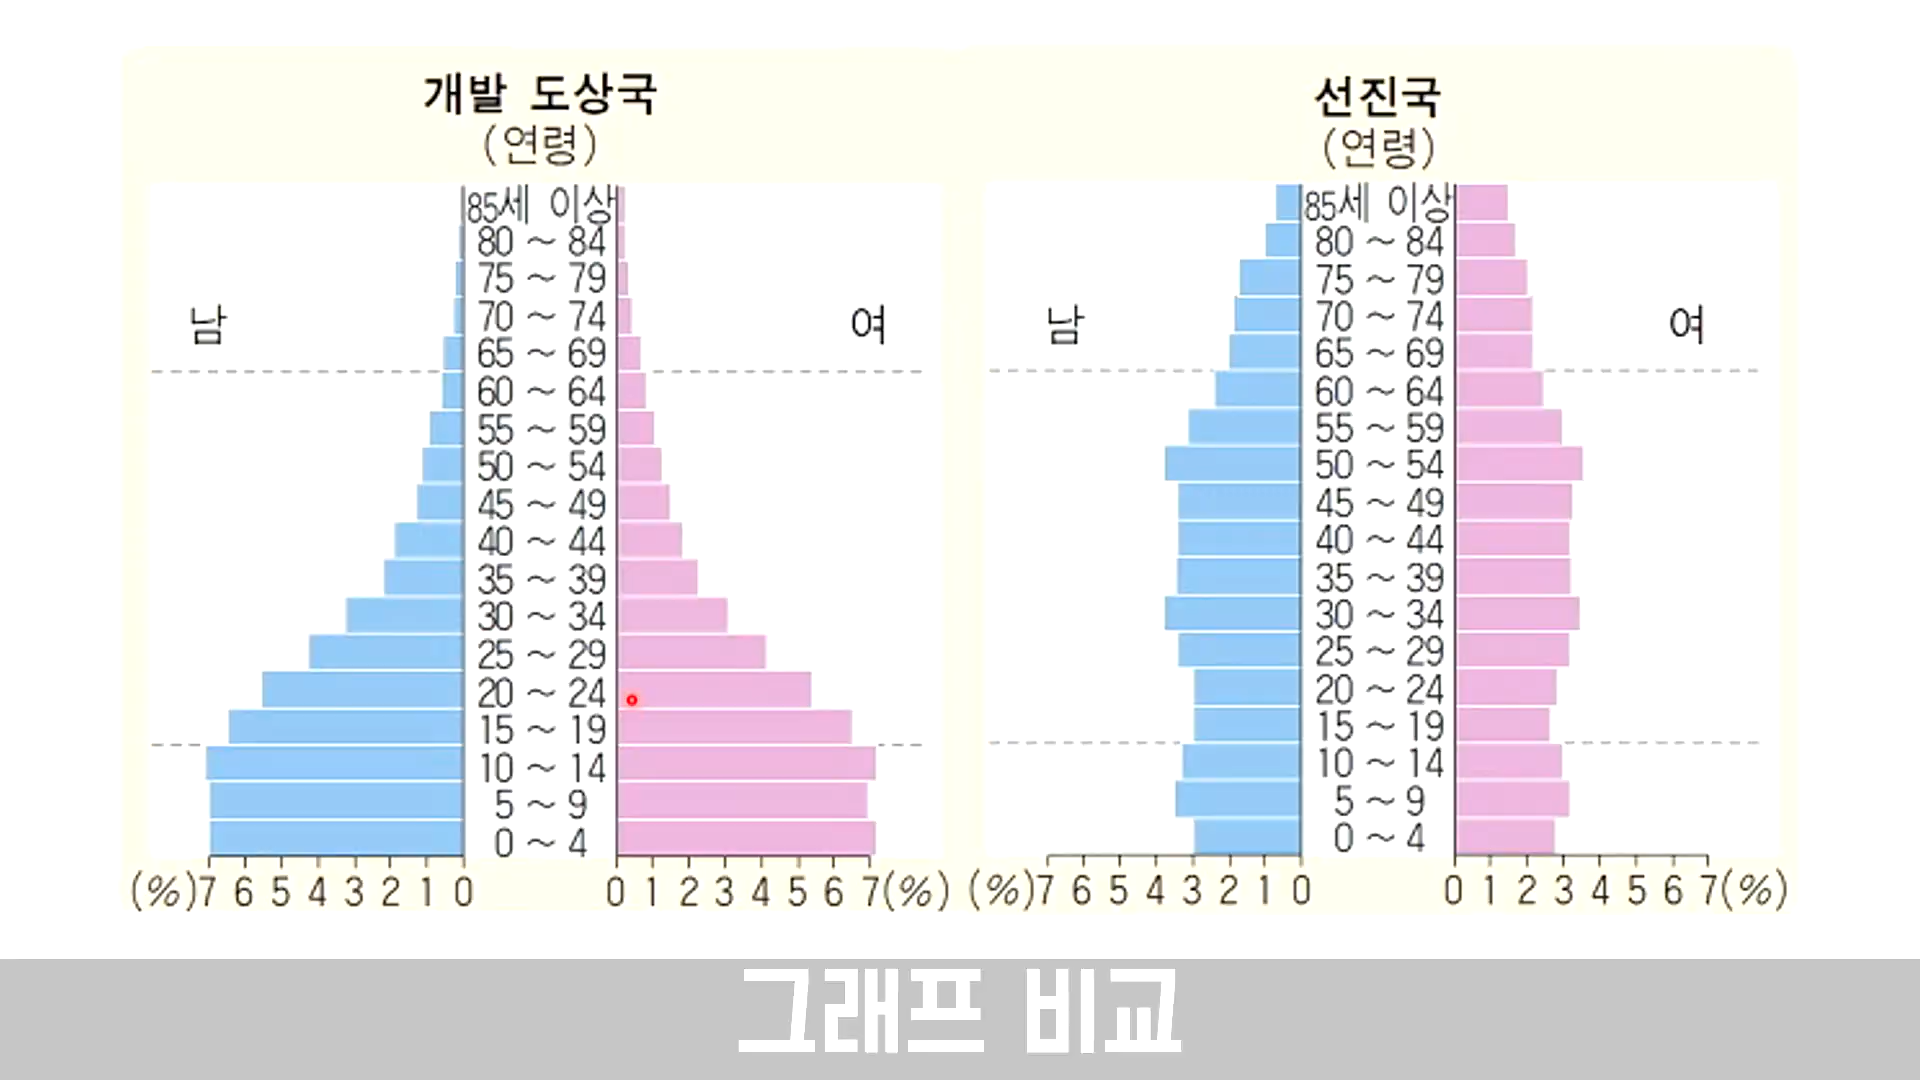 개발 도상국
(연령)
85세 이상
80 ~ 84
75 ~ 79
70 ~ 74
65 ~ 69
60 ~ 64
55 ~ 59
50 ~ 54
45 ~ 49
40 ~ 44
35 ~ 39
30 ~ 34
25 ~ 29
20 ~ 24
15 ~ 19
10 ~ 14
5 ~ 9
0 ~ 4
남
여
(%)7 6 5 4 3 2 1 0
0 1 2 3 4 5 6 7(%)
선진국
(연령)
85세 이상
80 ~ 84
75 ~ 79
70 ~ 74
65 ~ 69
60 ~ 64
55 ~ 59
50 ~ 54
45 ~ 49
40 ~ 44
35 ~ 39
30 ~ 34
25 ~ 29
20 ~ 24
15 ~ 19
10 ~ 14
5 ~ 9
0 ~ 4
남
여
(%)7 6 5 4 3 2 1 0
0 1 2 3 4 5 6 7(%)
그래프 비교